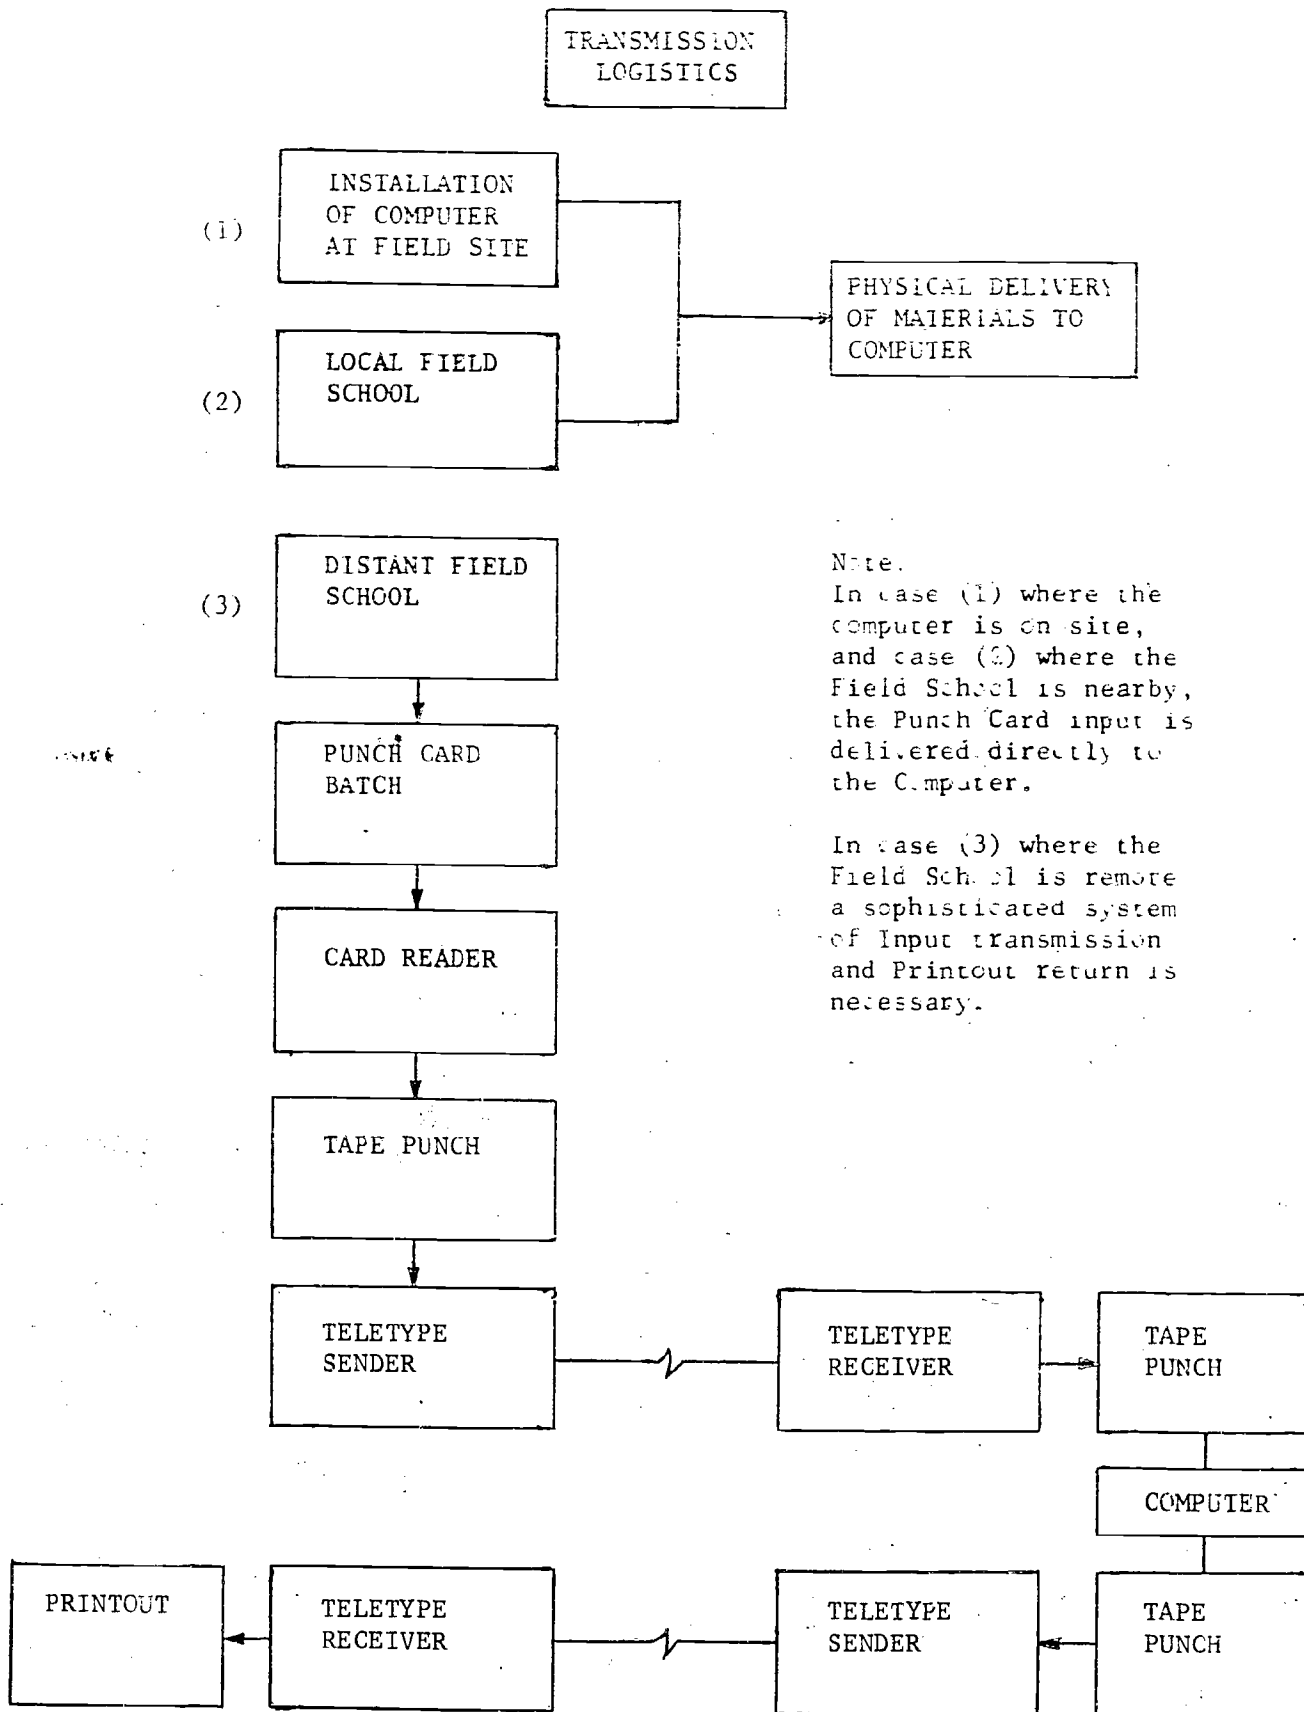 TRANSMISSION
LOGISTICS
(1)
INSTALLATION
OF COMPUTER
AT FIELD SITE
PHYSICAL DELIVERY
OF MATERIALS TO
COMPUTER
(2)
LOCAL FIELD
SCHOOL
(3)
DISTANT FIELD
SCHOOL
Note.
In case (1) where the
computer is on site,
and case (2) where the
Field School is nearby,
the Punch Card input is
delivered directly to
the Computer.
In case (3) where the
Field School is remote
a sophisticated system
of Input transmission
and Printout return is
necessary.
PUNCH CARD
BATCH
CARD READER
TAPE PUNCH
TELETYPE
SENDER
TELETYPE
RECEIVER
TAPE
PUNCH
COMPUTER
PRINTOUT
TELETYPE
RECEIVER
TELETYPE
SENDER
TAPE
PUNCH